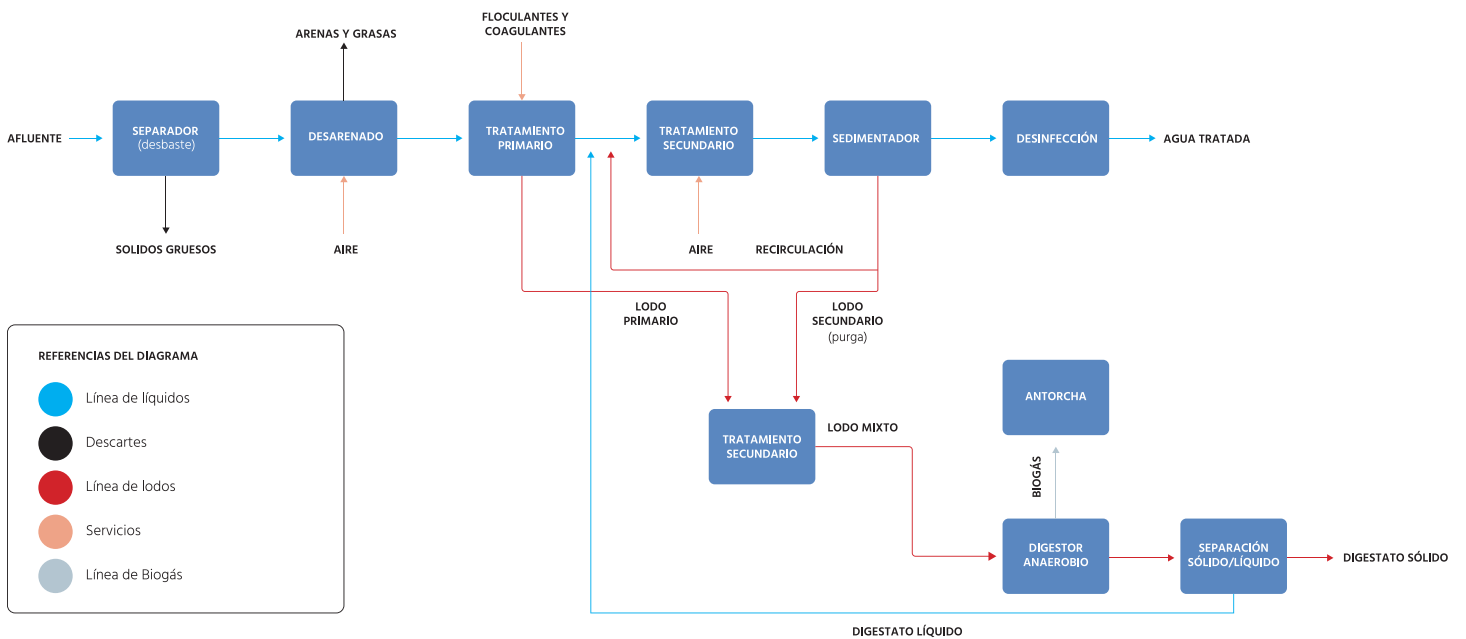 ARENAS Y GRASAS
FLOCULANTES Y
COAGULANTES
AFLUENTE
SEPARADOR
(desbaste)
DESARENADO
TRATAMIENTO
PRIMARIO
TRATAMIENTO
SECUNDARIO
SEDIMENTADOR
DESINFECCIÓN
AGUA TRATADA
SOLIDOS GRUESOS
AIRE
AIRE
RECIRCULACIÓN
LODO
PRIMARIO
LODO
SECUNDARIO
(purga)
REFERENCIAS DEL DIAGRAMA
Línea de líquidos
Descartes
Línea de lodos
Servicios
Línea de Biogás
TRATAMIENTO
SECUNDARIO
LODO MIXTO
ANTORCHA
BIOGÁS
DIGESTOR
ANAEROBIO
SEPARACIÓN
SÓLIDO/LÍQUIDO
DIGESTATO SÓLIDO
DIGESTATO LÍQUIDO